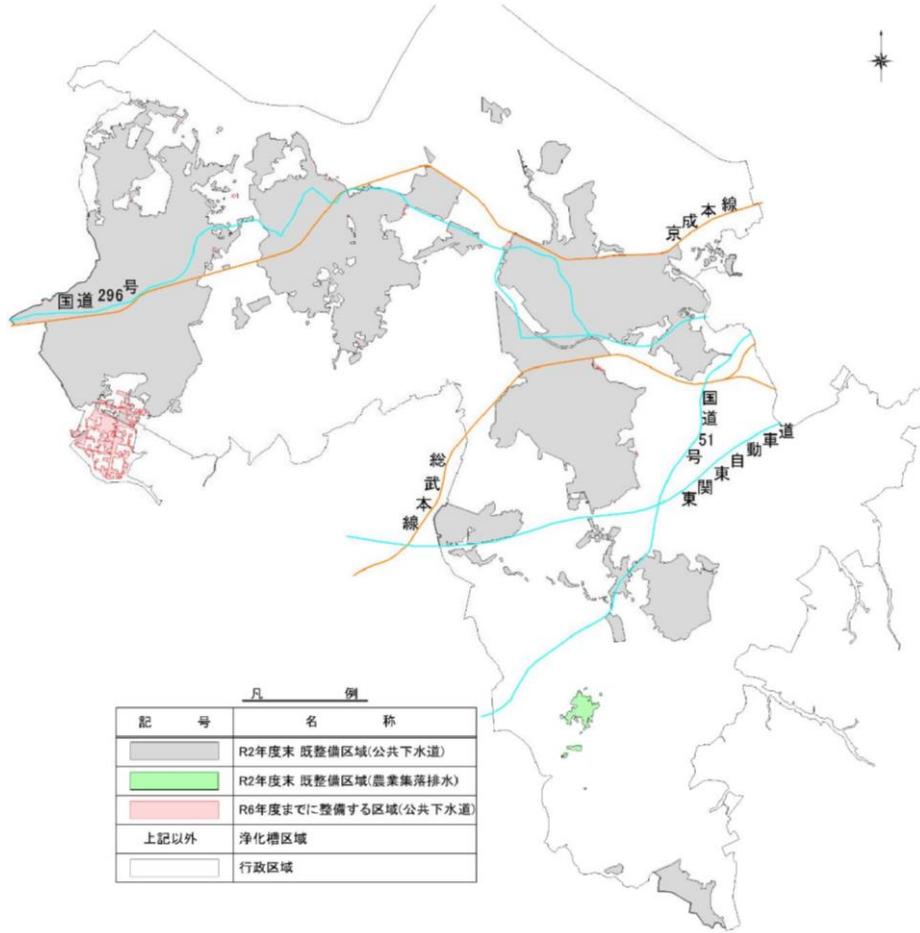 京成本線
国道296号
国道51号
東関東自動車道
総武本線
凡 例
記 号 名 称
R2年度末 既整備区域(公共下水道)
R2年度末 既整備区域(農業集落排水)
R6年度までに整備する区域(公共下水道)
上記以外 浄化槽区域
行政区域